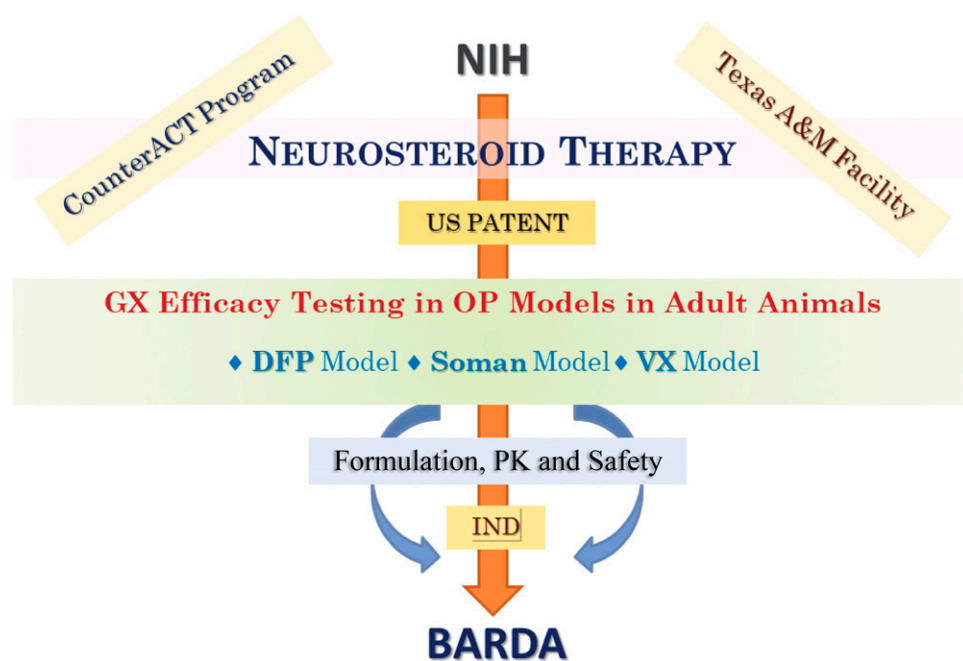 NIH
CounterACT Program
Texas A&M Facility
NEUROSTEROID THERAPY
US PATENT
GX Efficacy Testing in OP Models in Adult Animals
♦ DFP Model ♦ Soman Model ♦ VX Model
Formulation, PK and Safety
IND
BARDA